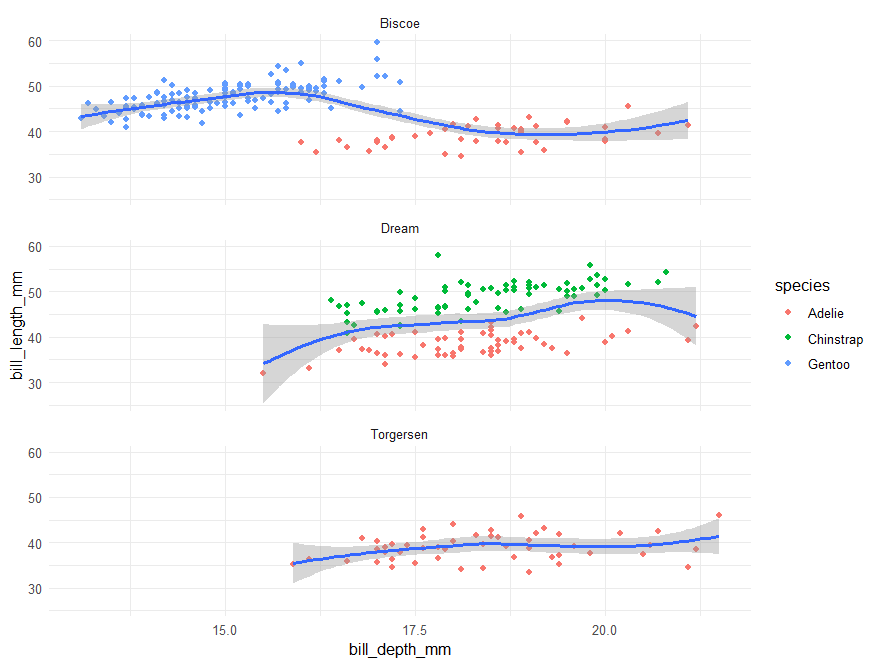 Biscoe
60
50
40
30
Dream
60
50
40
30
Torgersen
60
50
40
30
15.0 17.5 20.0
bill_depth_mm
bill_length_mm
species
Adelie
Chinstrap
Gentoo